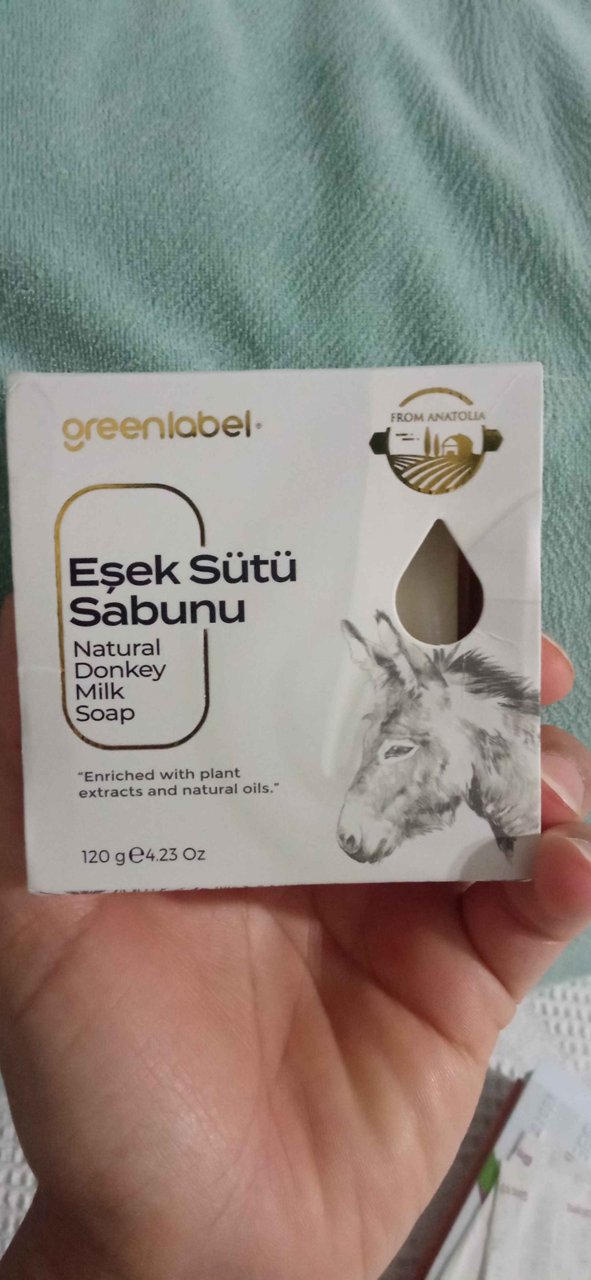 greenlabel®
FROM ANATOLIA
Eşek Sütü
Sabunu
Natural
Donkey
Milk
Soap
“Enriched with plant
extracts and natural oils.”
120 g℮4.23 Oz